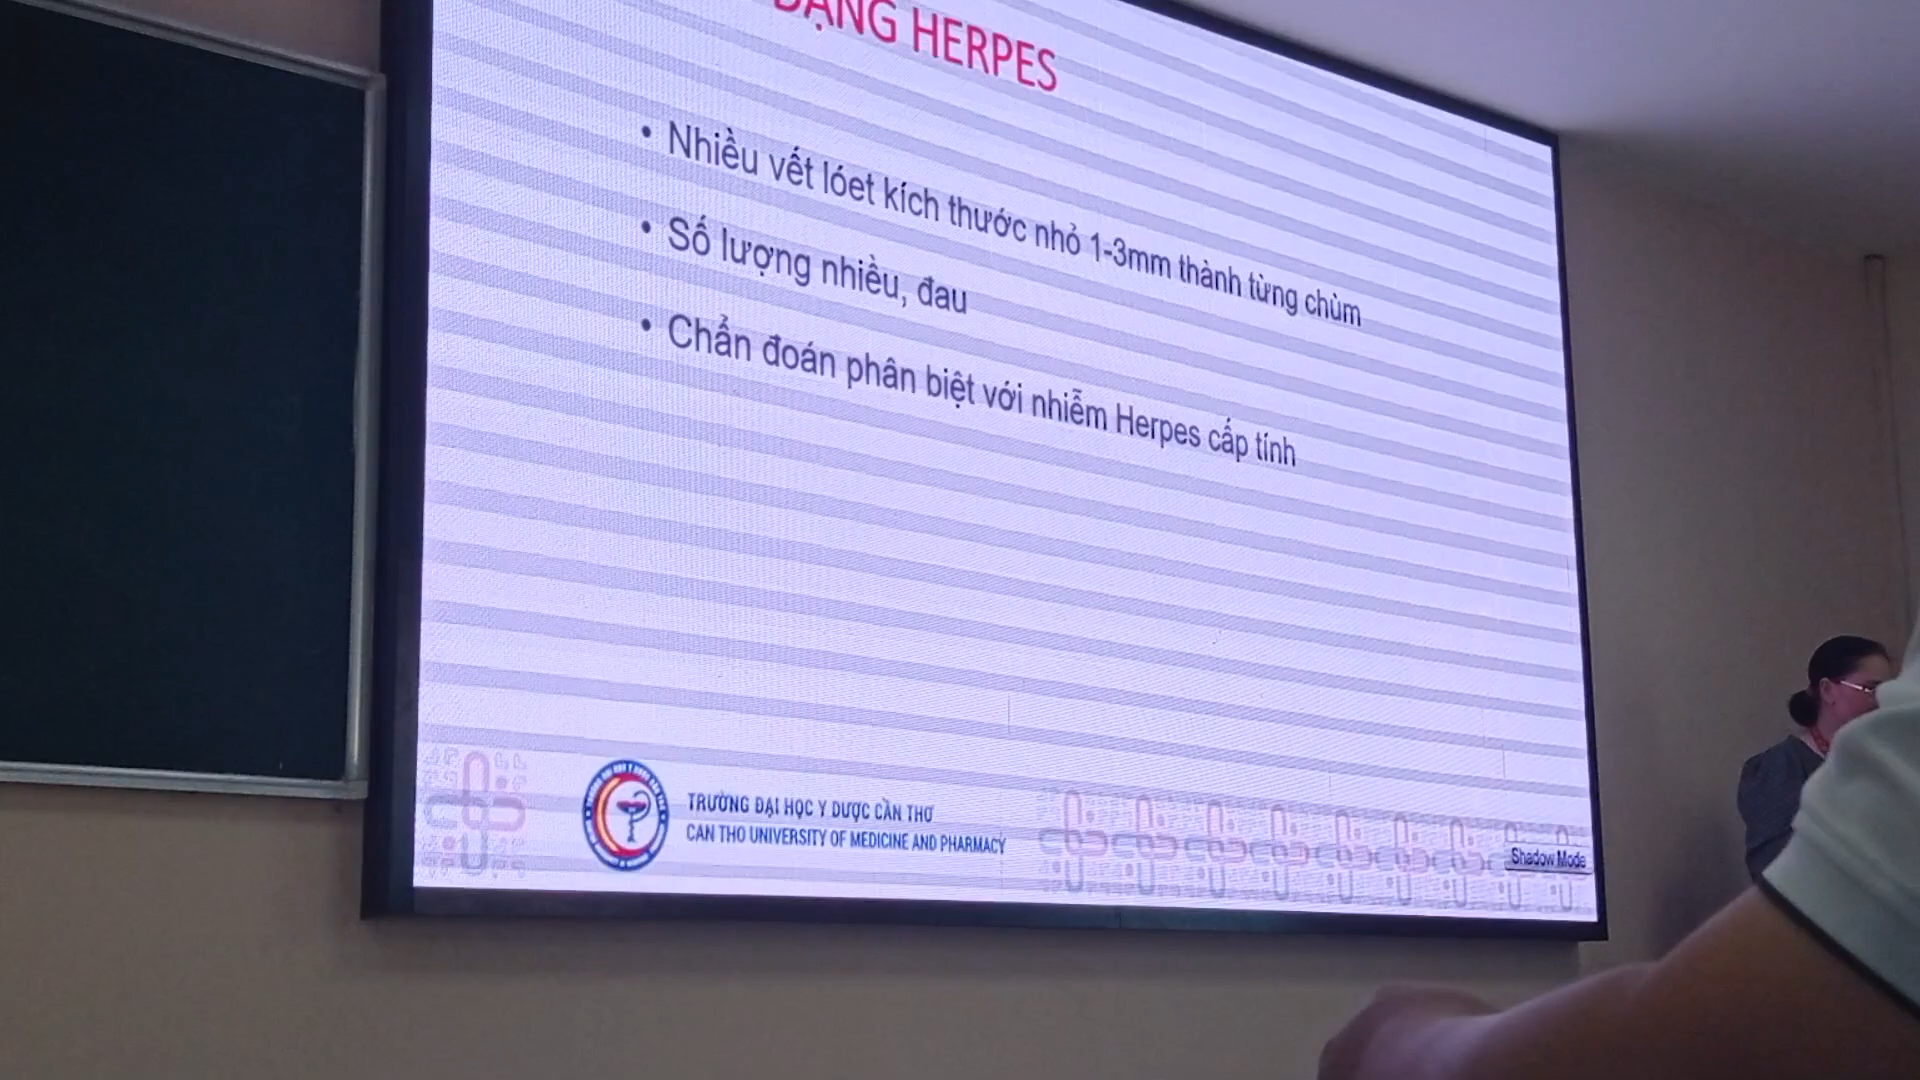 DẠNG HERPES
• Nhiều vết lóet kích thước nhỏ 1-3mm thành từng chùm
• Số lượng nhiều, đau
• Chẩn đoán phân biệt với nhiễm Herpes cấp tính
TRƯỜNG ĐẠI HỌC Y DƯỢC CẦN THƠ
CAN THO UNIVERSITY OF MEDICINE AND PHARMACY
Shadow Mode